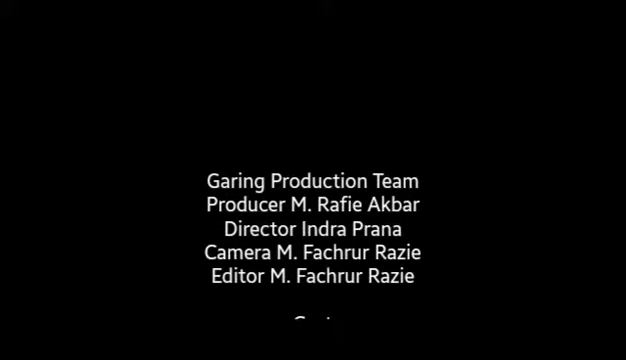 Garing Production Team
Producer M. Rafie Akbar
Director Indra Prana
Camera M. Fachrur Razie
Editor M. Fachrur Razie